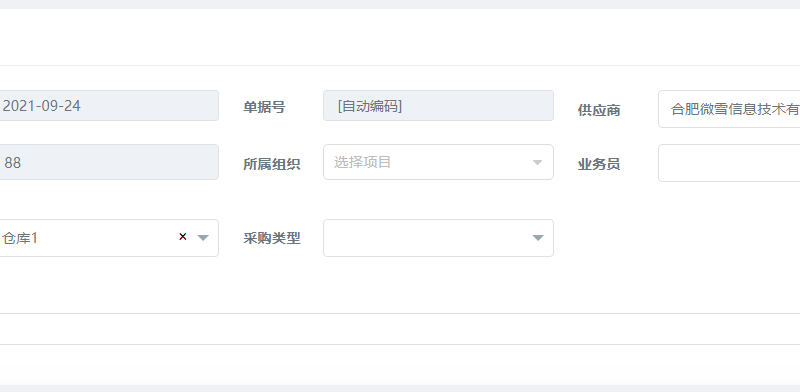 2021-09-24 单据号 [自动编码] 供应商 合肥微雪信息技术有
88 所属组织 选择项目 业务员
仓库1 × 采购类型